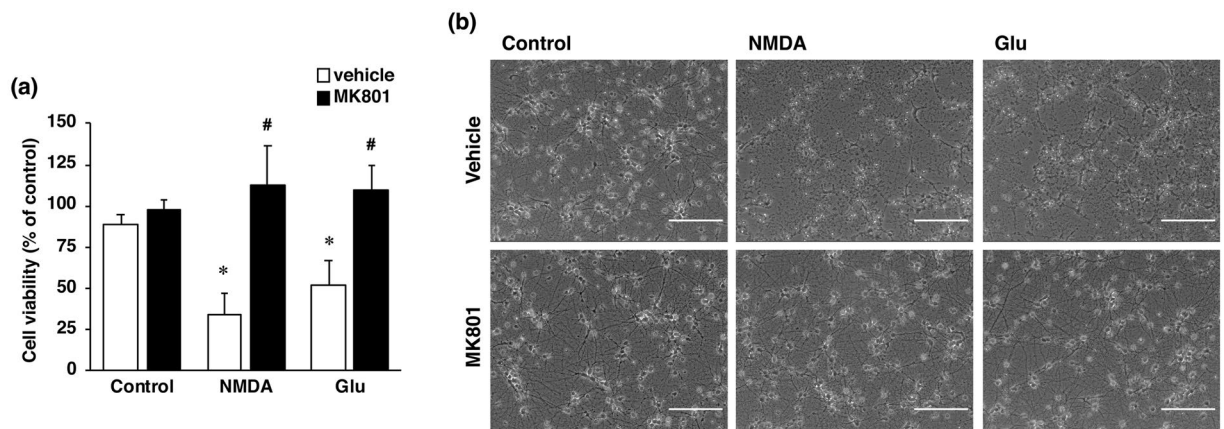 (a)
vehicle
MK801
Cell viability (% of control)
150
125
100
75
50
25
0
#
#
*
*
Control NMDA Glu
(b)
Control NMDA Glu
Vehicle
MK801